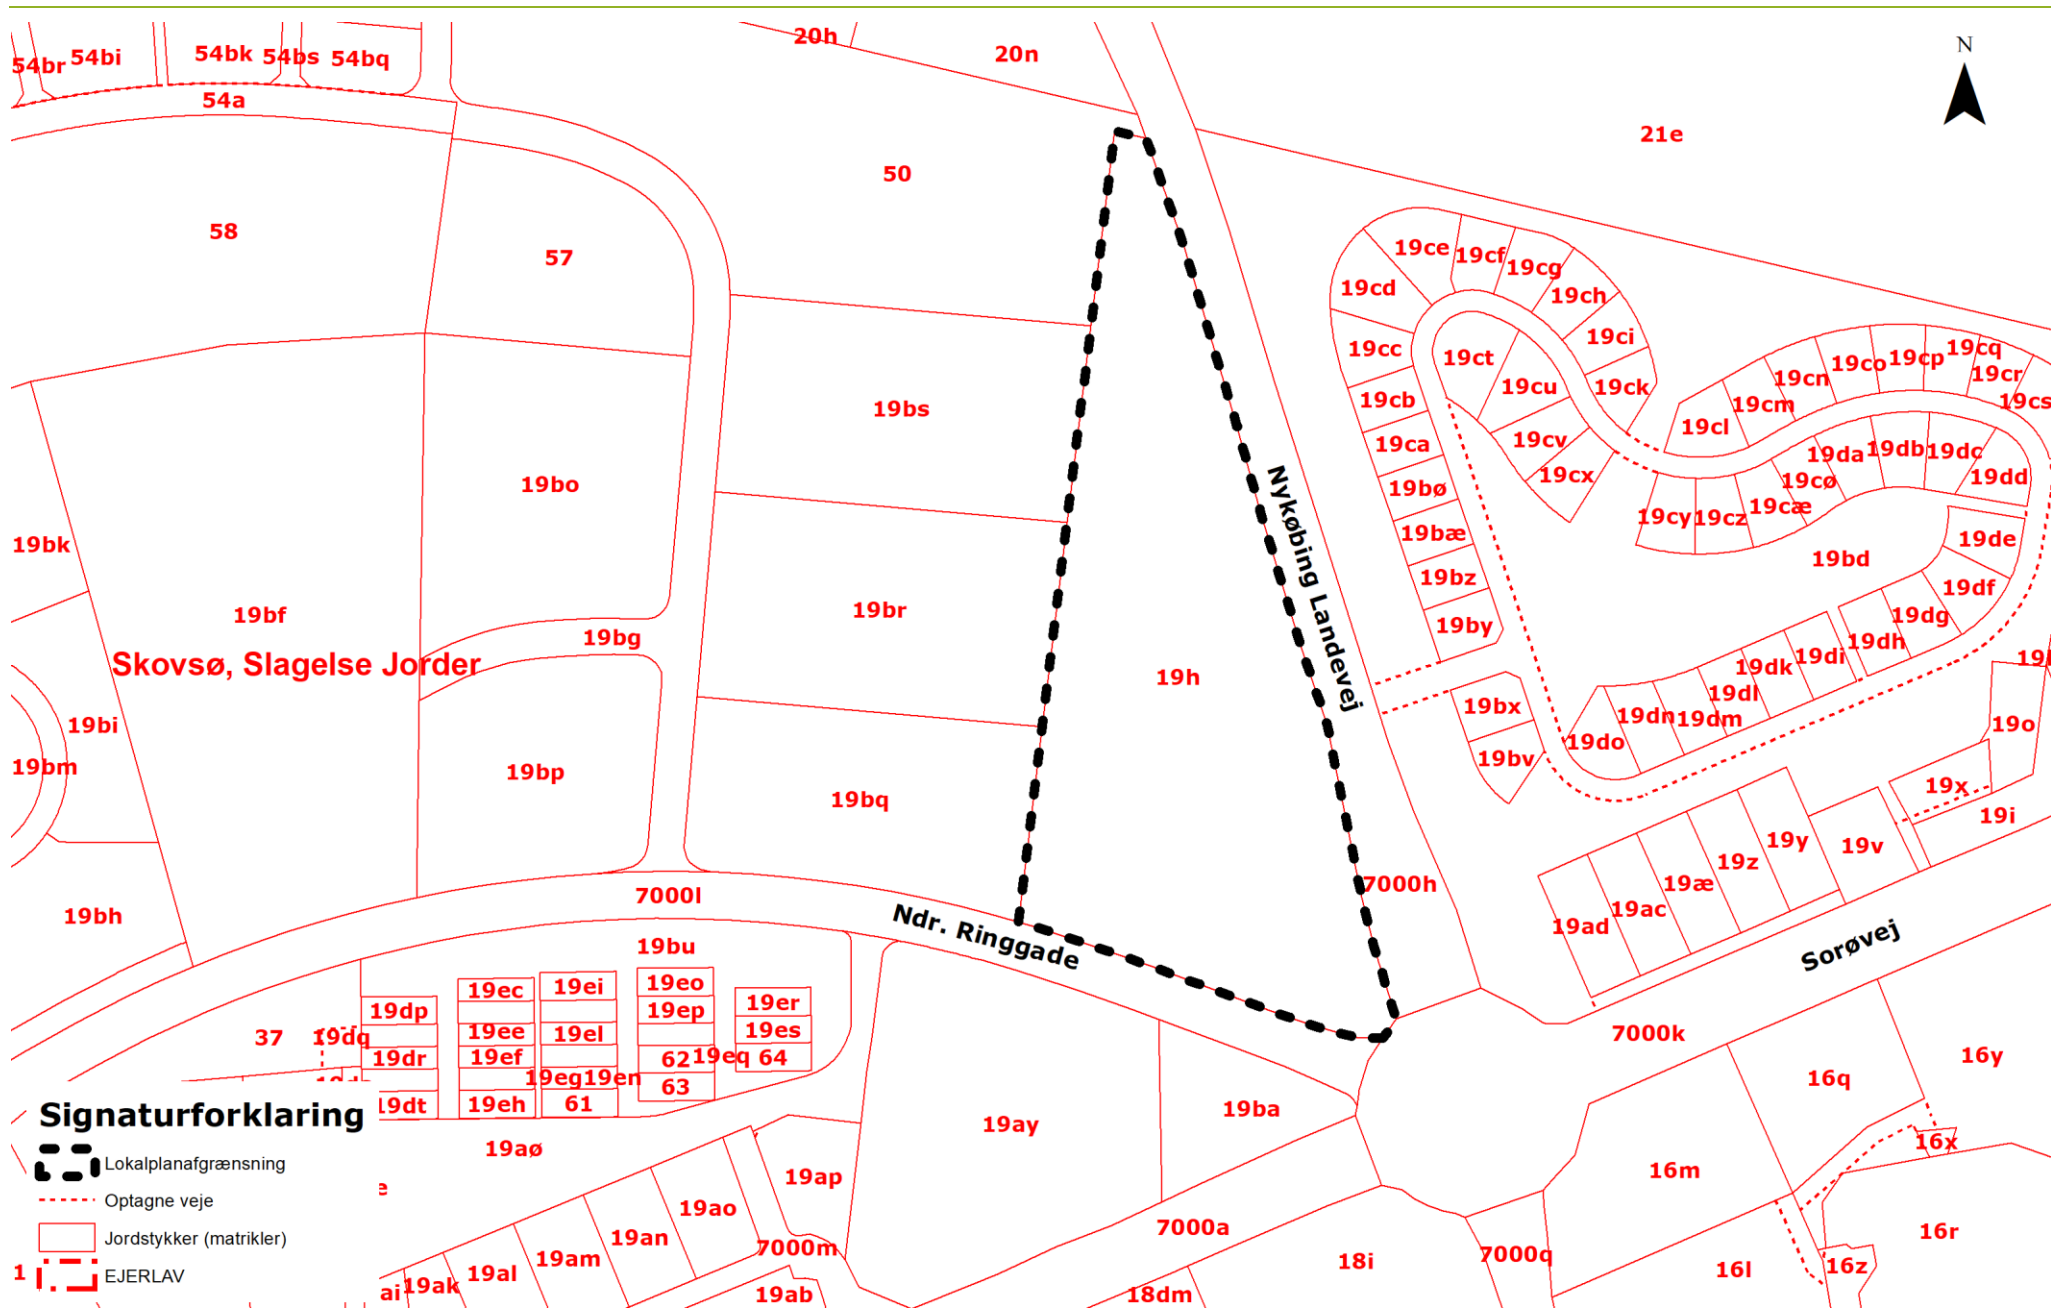 54br
54bi
54bk
54bs
54bq
54a
20h
20n
N
21e
50
58
57
19ce
19cf
19cg
19cd
19ch
19ci
19cc
19ct
19cu
19ck
19cb
19ca
19cv
19cx
19bø
19bæ
19bz
19by
19cl
19cm
19cn
19co
19cp
19cq
19cr
19cs
19da
19db
19dc
19dd
19cø
19cæ
19cy
19cz
19bd
19de
19df
19dg
19dh
19di
19dk
19dl
19dm
19dn
19do
19bx
19bv
19o
19x
19i
19v
19y
19z
19æ
19ac
19ad
19bs
19bo
19br
19bk
19bf
19bg
Skovsø, Slagelse Jorder
19h
Nykøbing Landevej
19bi
19bm
19bp
19bq
19bh
7000l
7000h
Ndr. Ringgade
Sorøvej
19bu
19ec
19ei
19eo
19er
19dp
19ep
19es
19ee
19el
37
19dq
19dr
19ef
62
19eq
64
19eg
19en
63
19dt
19eh
61
7000k
16y
16q
19ba
19ay
16x
16m
19aø
19ap
e
19ao
19an
19am
19al
19ak
ai
7000m
7000a
19ab
18i
18dm
7000q
16l
16z
16r
Signaturforklaring
Lokalplanafgrænsning
Optagne veje
Jordstykker (matrikler)
1
EJERLAV